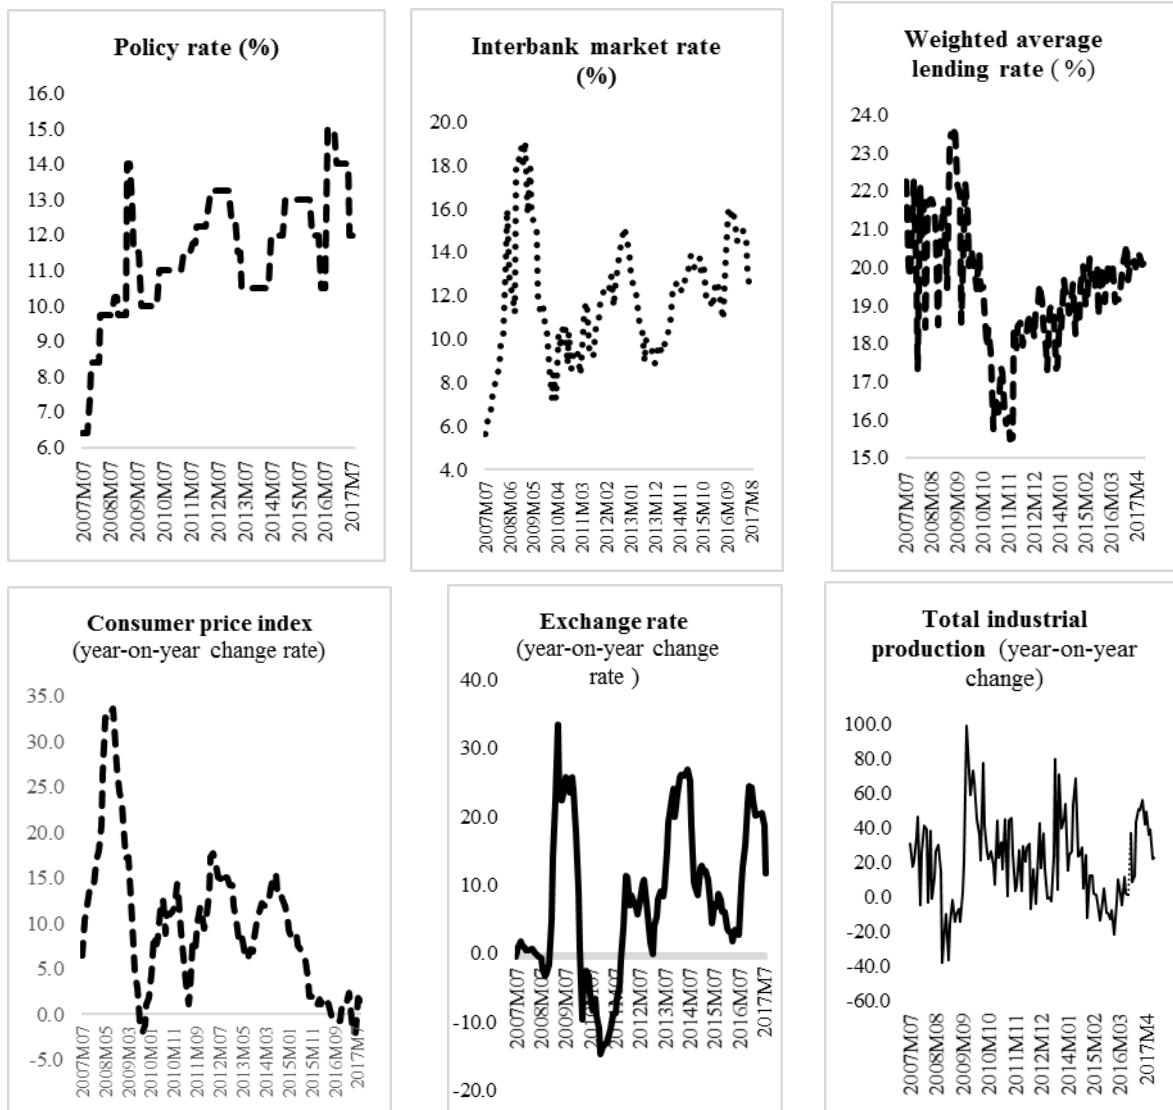 Policy rate (%)
16.0
15.0
14.0
13.0
12.0
11.0
10.0
9.0
8.0
7.0
6.0
2007M07
2008M07
2009M07
2010M07
2011M07
2012M07
2013M07
2014M07
2015M07
2016M07
2017M7
Interbank market rate
(%)
20.0
18.0
16.0
14.0
12.0
10.0
8.0
6.0
4.0
2007M07
2008M06
2009M05
2010M04
2011M03
2012M02
2013M01
2013M12
2014M11
2015M10
2016M09
2017M8
Weighted average
lending rate ( %)
24.0
23.0
22.0
21.0
20.0
19.0
18.0
17.0
16.0
15.0
2007M07
2008M08
2009M09
2010M10
2011M11
2012M12
2014M01
2015M02
2016M03
2017M4
Consumer price index
(year-on-year change rate)
35.0
30.0
25.0
20.0
15.0
10.0
5.0
0.0
-5.0
2007M07
2008M05
2009M03
2010M01
2010M11
2011M09
2012M07
2013M05
2014M03
2015M01
2015M11
2016M09
2017M07
Exchange rate
(year-on-year change
rate )
40.0
30.0
20.0
10.0
0.0
-10.0
-20.0
2007M07
2008M07
2009M07
2010M07
2011M07
2012M07
2013M07
2014M07
2015M07
2016M07
2017M7
Total industrial
production (year-on-year
change)
100.0
80.0
60.0
40.0
20.0
0.0
-20.0
-40.0
-60.0
2007M07
2008M08
2009M09
2010M10
2011M11
2012M12
2014M01
2015M02
2016M03
2017M4